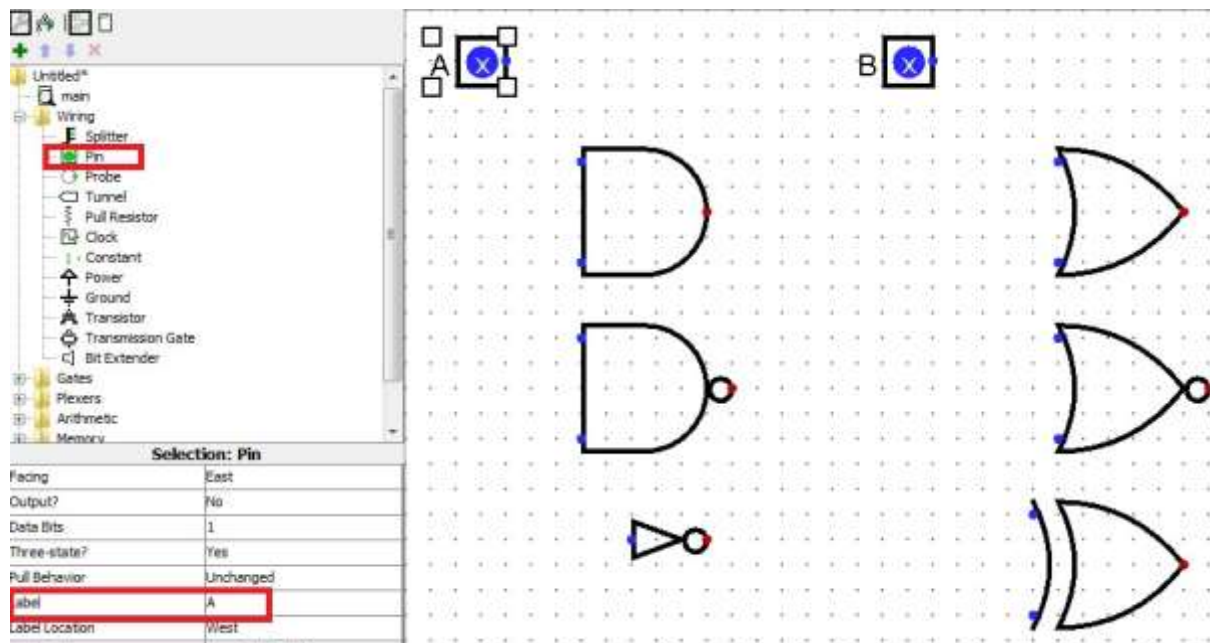 Untitled*
main
Wiring
Splitter
Pin
Probe
Tunnel
Pull Resistor
Clock
Constant
Power
Ground
Transistor
Transmission Gate
Bit Extender
Gates
Plexers
Arithmetic
Memory
Selection: Pin
Facing East
Output? No
Data Bits 1
Three-state? Yes
Pull Behavior Unchanged
Label A
Label Location West
A x
B x